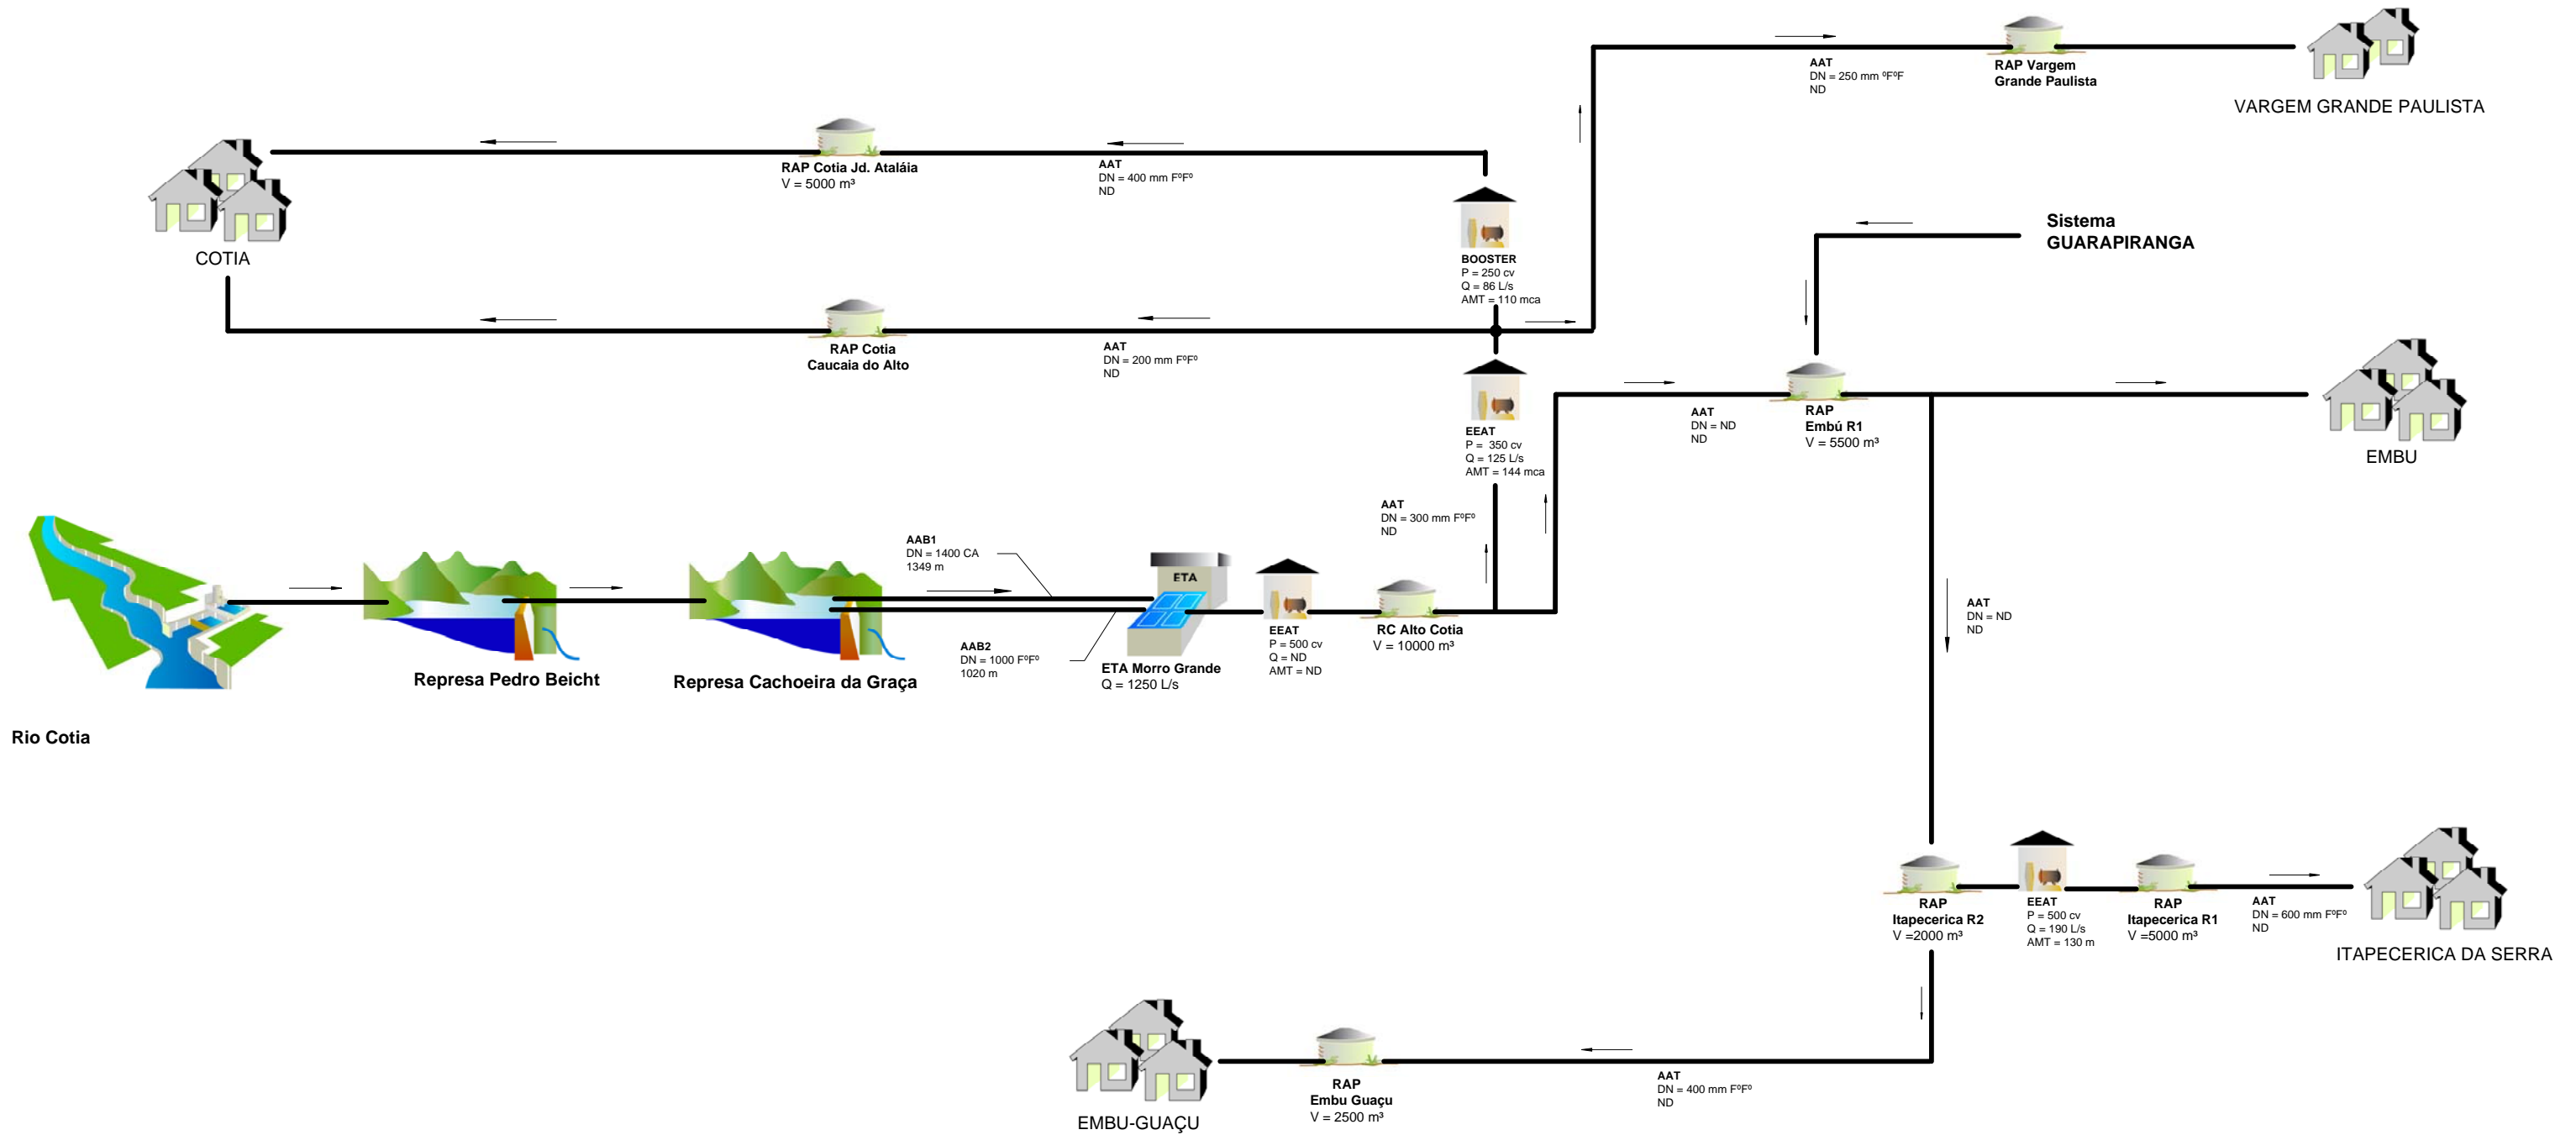 AAT
DN = 250 mm ºFºF
ND
RAP Vargem
Grande Paulista
VARGEM GRANDE PAULISTA
RAP Cotia Jd. Ataláia
V = 5000 m³
AAT
DN = 400 mm FºFº
ND
COTIA
BOOSTER
P = 250 cv
Q = 86 L/s
AMT = 110 mca
Sistema
GUARAPIRANGA
RAP Cotia
Caucaia do Alto
AAT
DN = 200 mm FºFº
ND
EEAT
P = 350 cv
Q = 125 L/s
AMT = 144 mca
AAT
DN = ND
ND
RAP
Embú R1
V = 5500 m³
EMBU
AAT
DN = 300 mm FºFº
ND
AAB1
DN = 1400 CA
1349 m
ETA
AAB2
DN = 1000 FºFº
1020 m
ETA Morro Grande
Q = 1250 L/s
EEAT
P = 500 cv
Q = ND
AMT = ND
RC Alto Cotia
V = 10000 m³
AAT
DN = ND
ND
Represa Pedro Beicht
Represa Cachoeira da Graça
Rio Cotia
RAP
Itapecerica R2
V =2000 m³
EEAT
P = 500 cv
Q = 190 L/s
AMT = 130 m
RAP
Itapecerica R1
V =5000 m³
AAT
DN = 600 mm FºFº
ND
ITAPECERICA DA SERRA
RAP
Embu Guaçu
V = 2500 m³
AAT
DN = 400 mm FºFº
ND
EMBU-GUAÇU